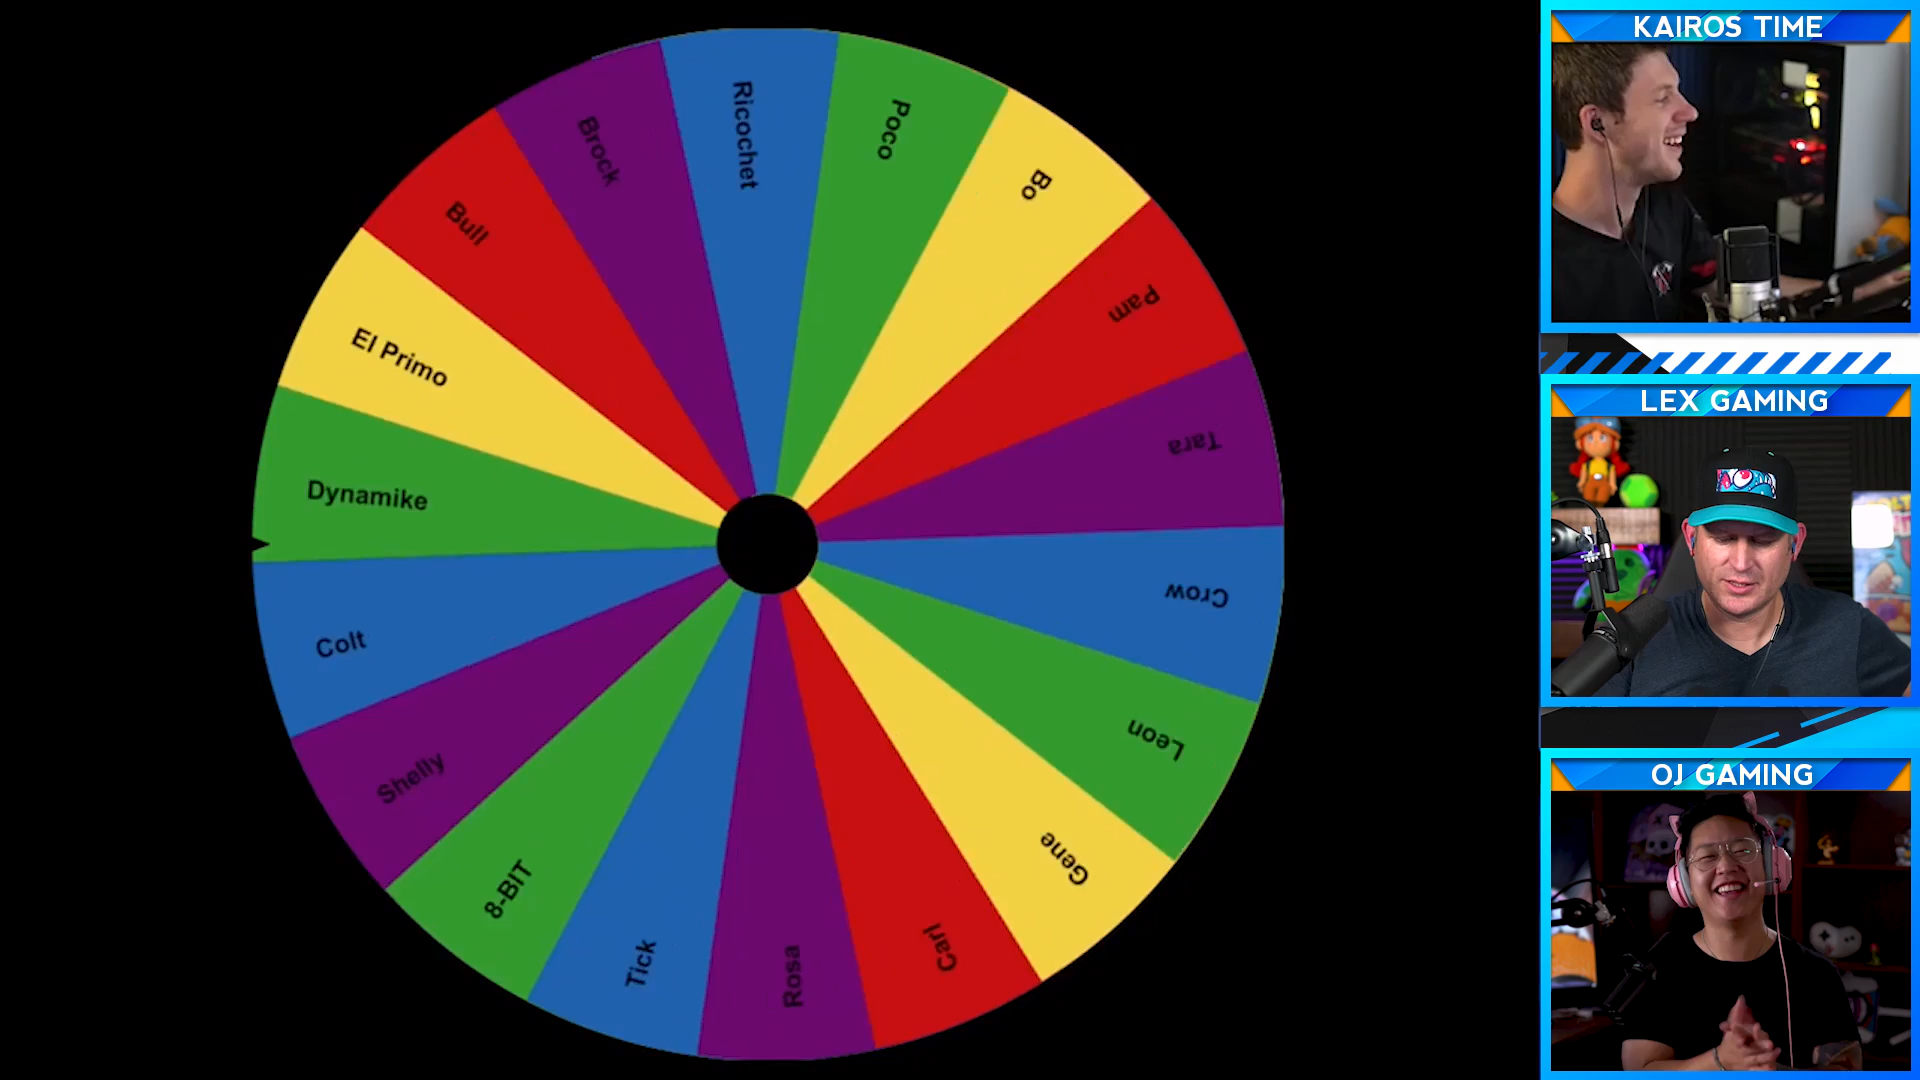 Ricochet
Poco
Bo
Pam
Tara
Crow
Leon
Gene
Carl
Rosa
Tick
8-BIT
Shelly
Colt
Dynamike
El Primo
Bull
Brock
KAIROS TIME
LEX GAMING
OJ GAMING